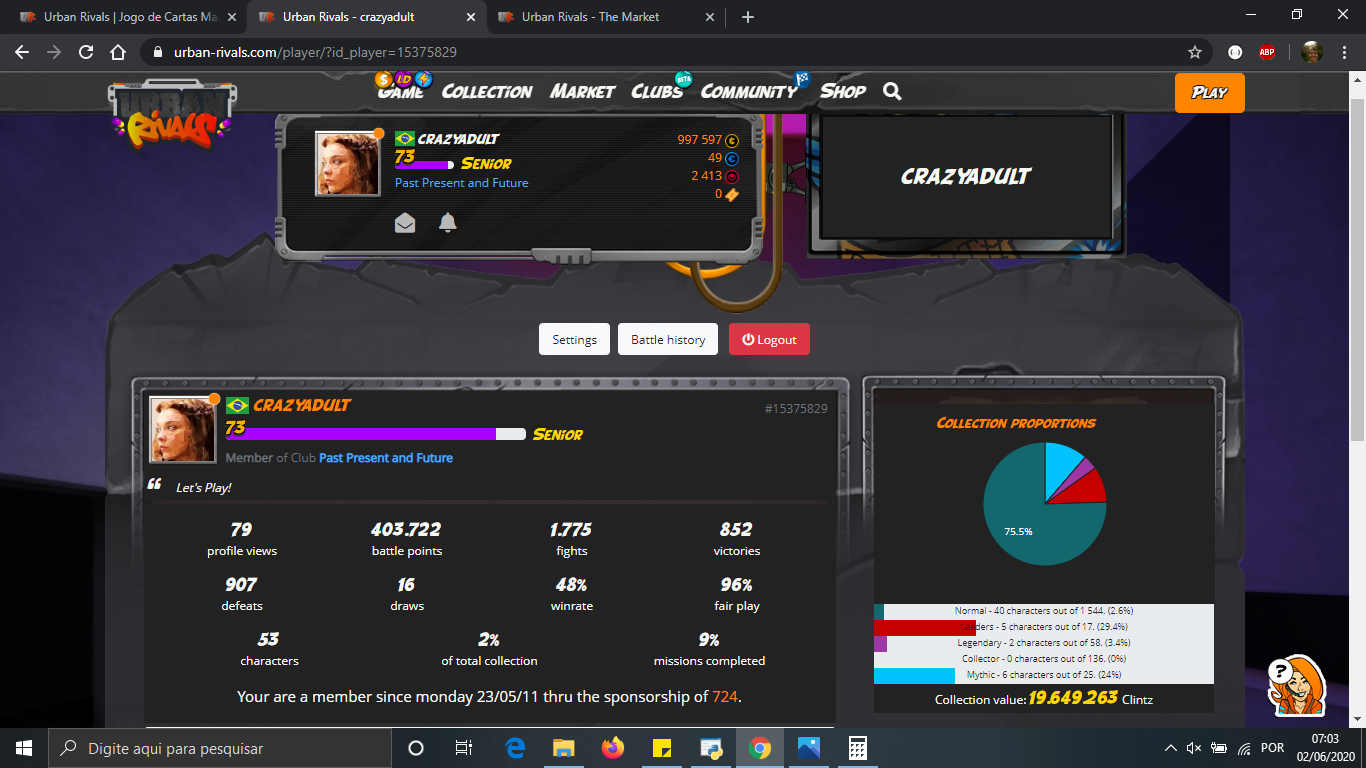 Urban Rivals | Jogo de Cartas Ma
Urban Rivals - crazyadult
Urban Rivals - The Market
urban-rivals.com/player/?id_player=15375829
ABP
URBAN RIVALS
GAME
COLLECTION
MARKET
CLUBS
BETA
COMMUNITY
SHOP
PLAY
CRAZYADULT
73
SENIOR
Past Present and Future
997 597
49
2 413
0
CRAZYADULT
Settings
Battle history
Logout
CRAZYADULT
#15375829
73
SENIOR
Member of Club Past Present and Future
“ Let's Play!
79
403.722
1.775
852
profile views
battle points
fights
victories
907
16
48%
96%
defeats
draws
winrate
fair play
53
2%
9%
characters
of total collection
missions completed
Your are a member since monday 23/05/11 thru the sponsorship of 724.
COLLECTION PROPORTIONS
75.5%
Normal - 40 characters out of 1 544. (2.6%)
Leaders - 5 characters out of 17. (29.4%)
Legendary - 2 characters out of 58. (3.4%)
Collector - 0 characters out of 136. (0%)
Mythic - 6 characters out of 25. (24%)
Collection value: 19.649.263 Clintz
?
Digite aqui para pesquisar
POR
07:03
02/06/2020